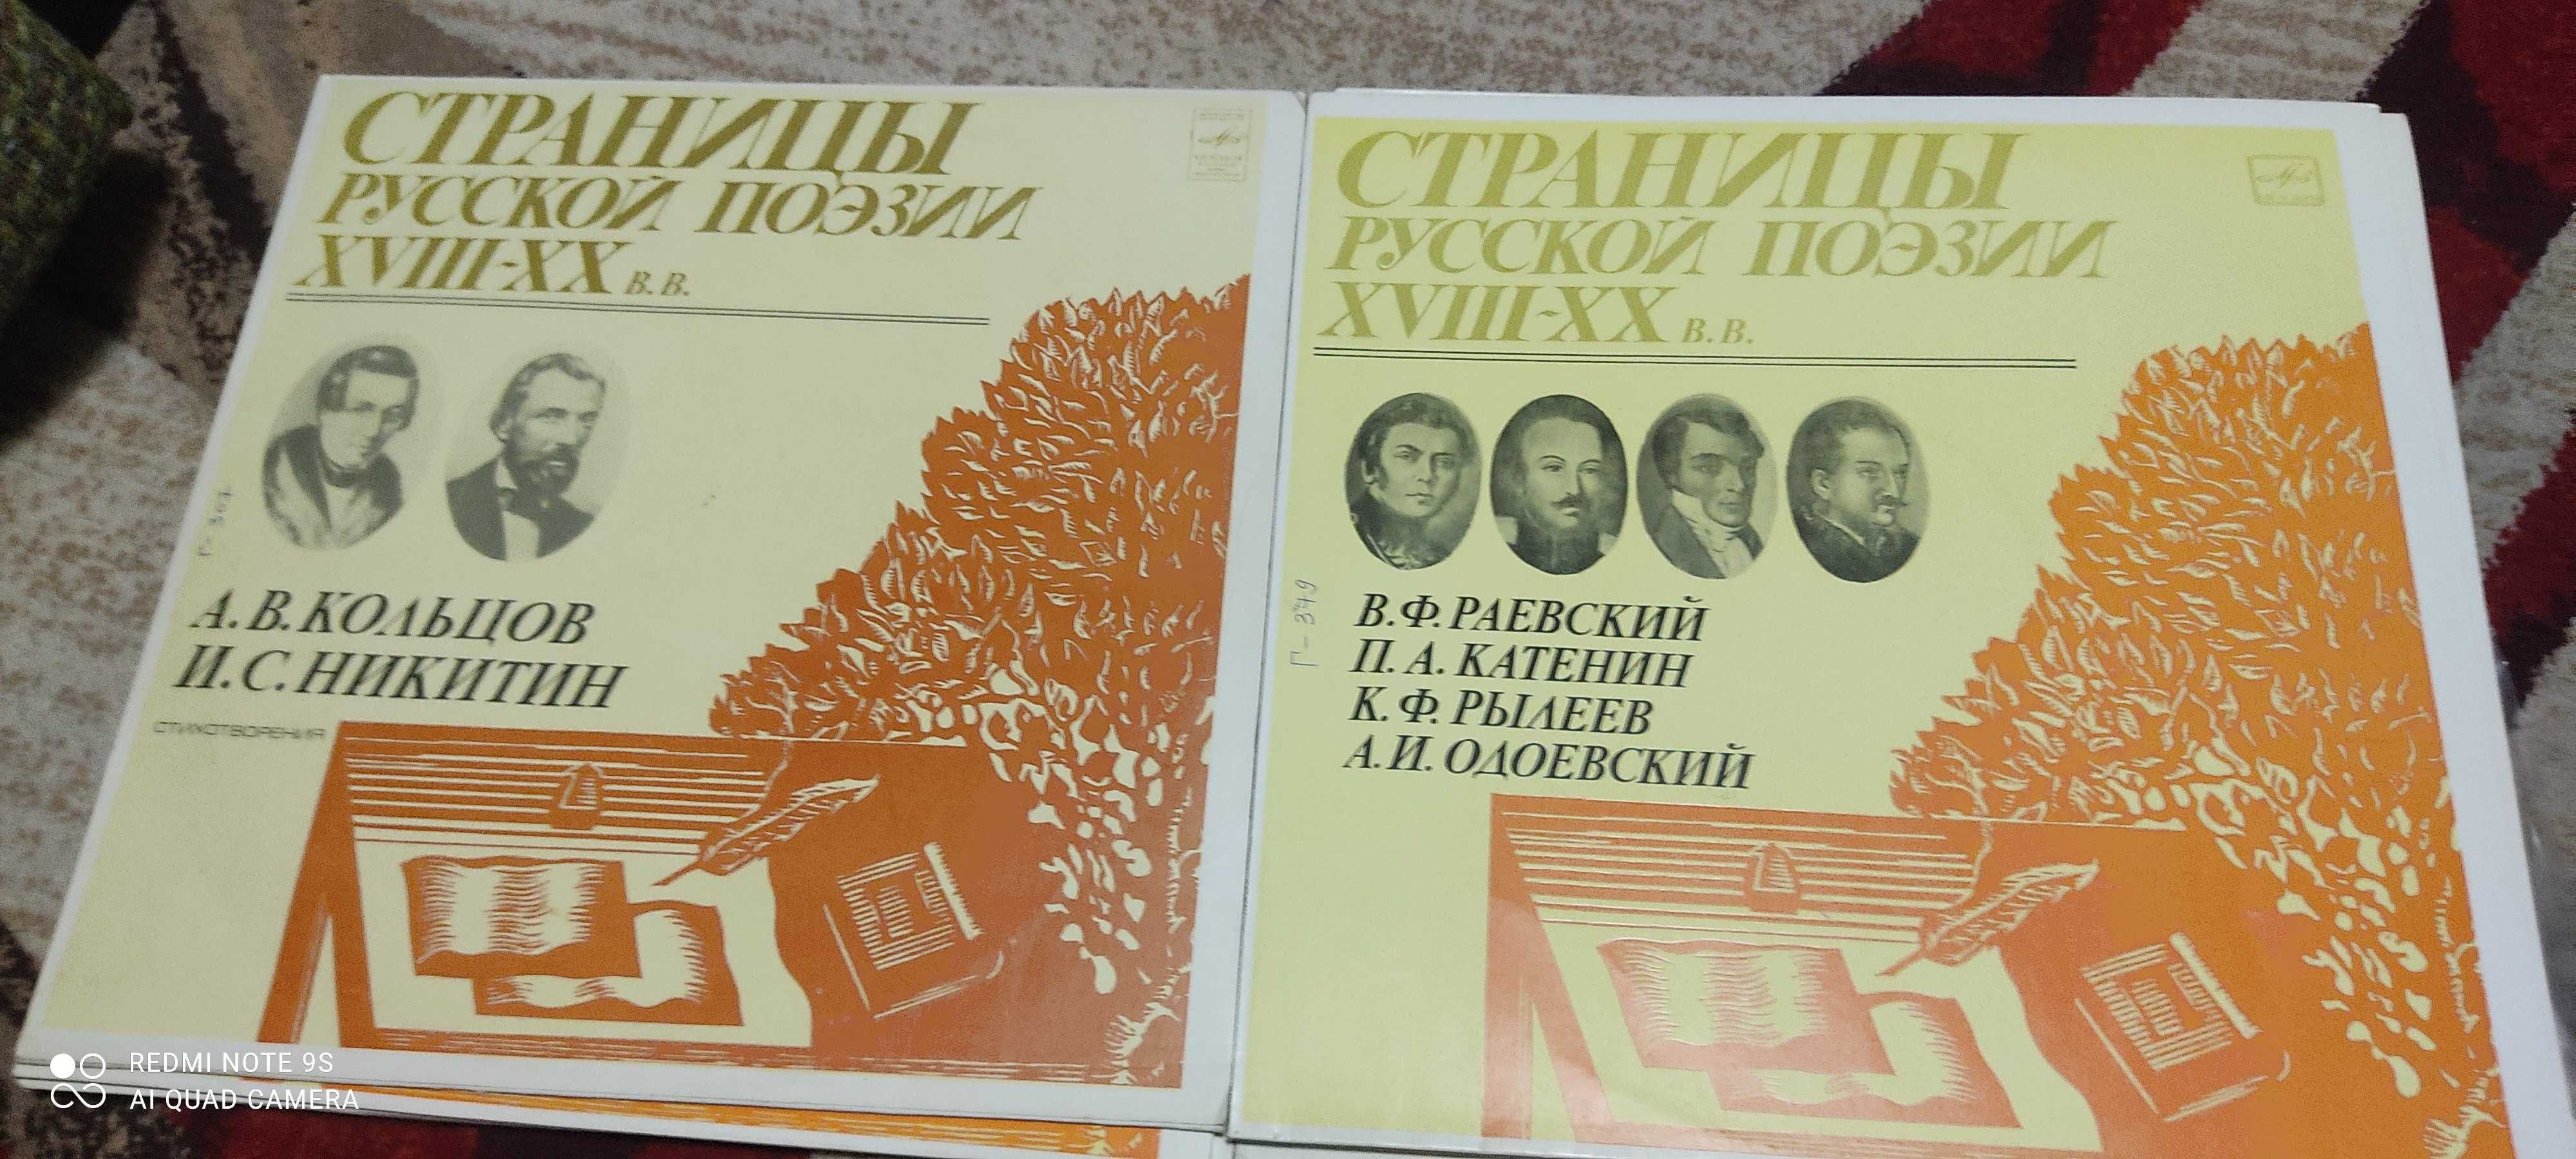 СТРАНИЦЫ
РУССКОЙ ПОЭЗИИ
XVIII-XX В.В.
А.В.КОЛЬЦОВ
И.С.НИКИТИН
СТИХОТВОРЕНИЯ
СТРАНИЦЫ
РУССКОЙ ПОЭЗИИ
XVIII-XX В.В.
Г-379
В.Ф.РАЕВСКИЙ
П.А.КАТЕНИН
К.Ф.РЫЛЕЕВ
А.И.ОДОЕВСКИЙ
REDMI NOTE 9S
AI QUAD CAMERA